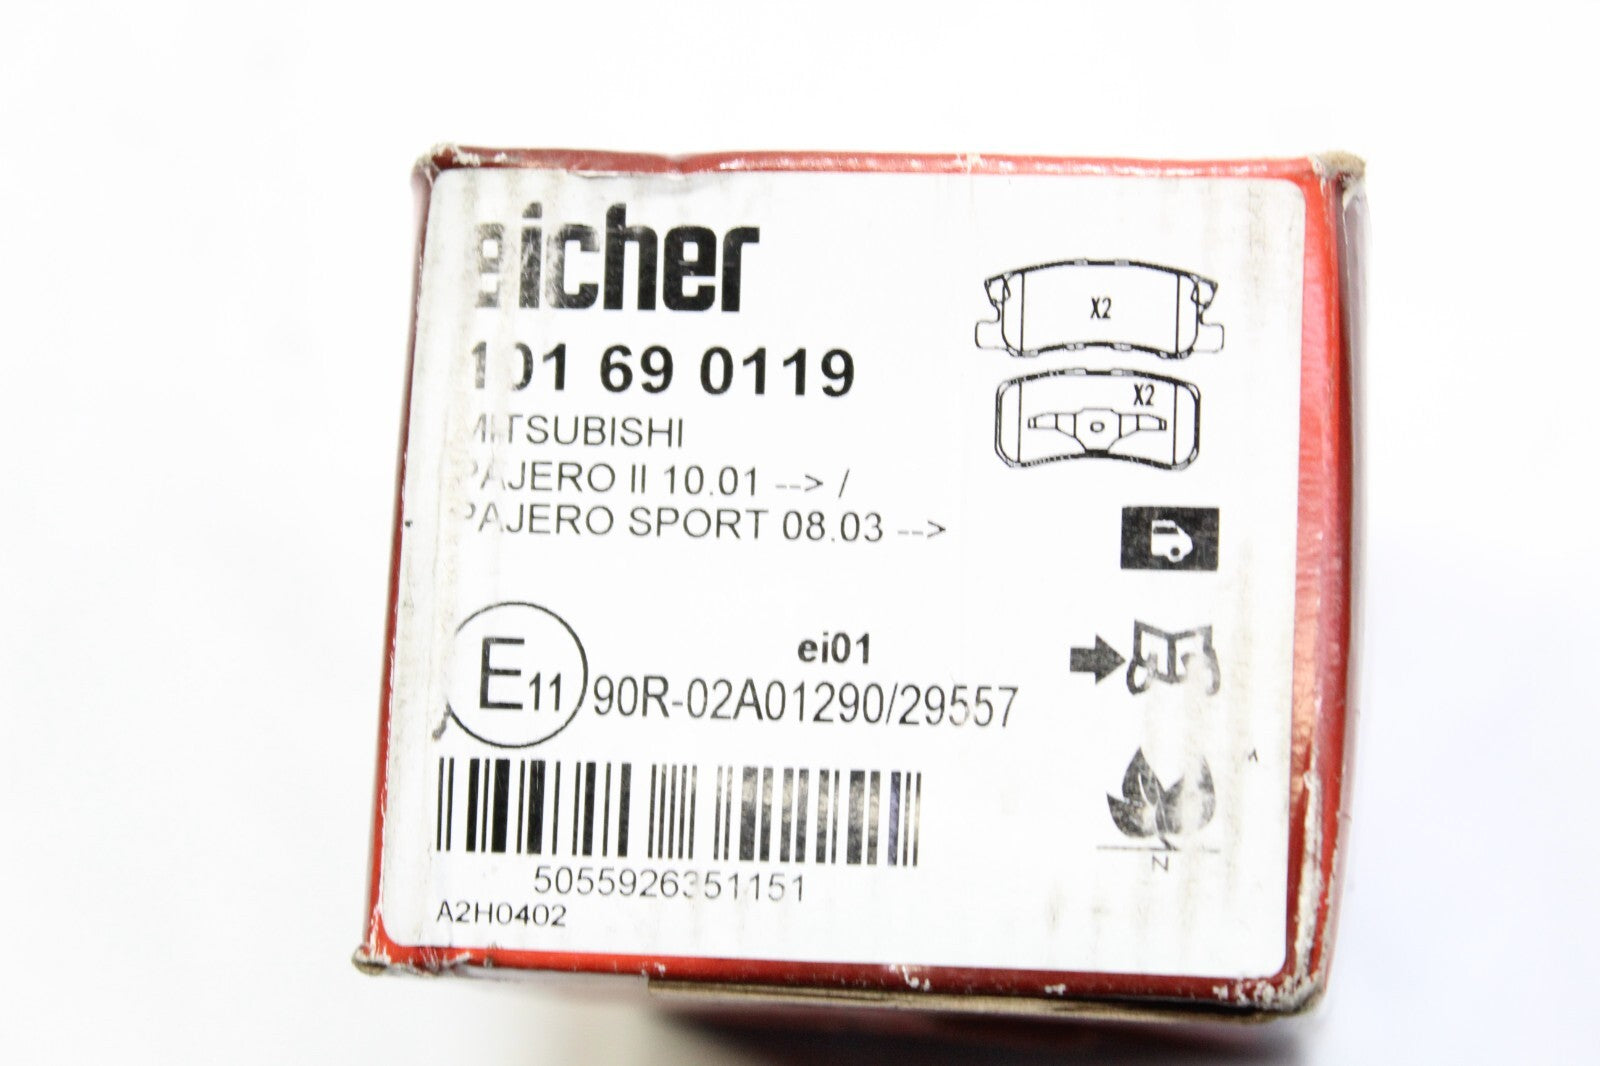 eicher
101 69 0119
MITSUBISHI
PAJERO II 10.01 --> /
PAJERO SPORT 08.03 -->
X2
X2
ei01
E11 90R-02A01290/29557
5055926351151
A2H0402
N